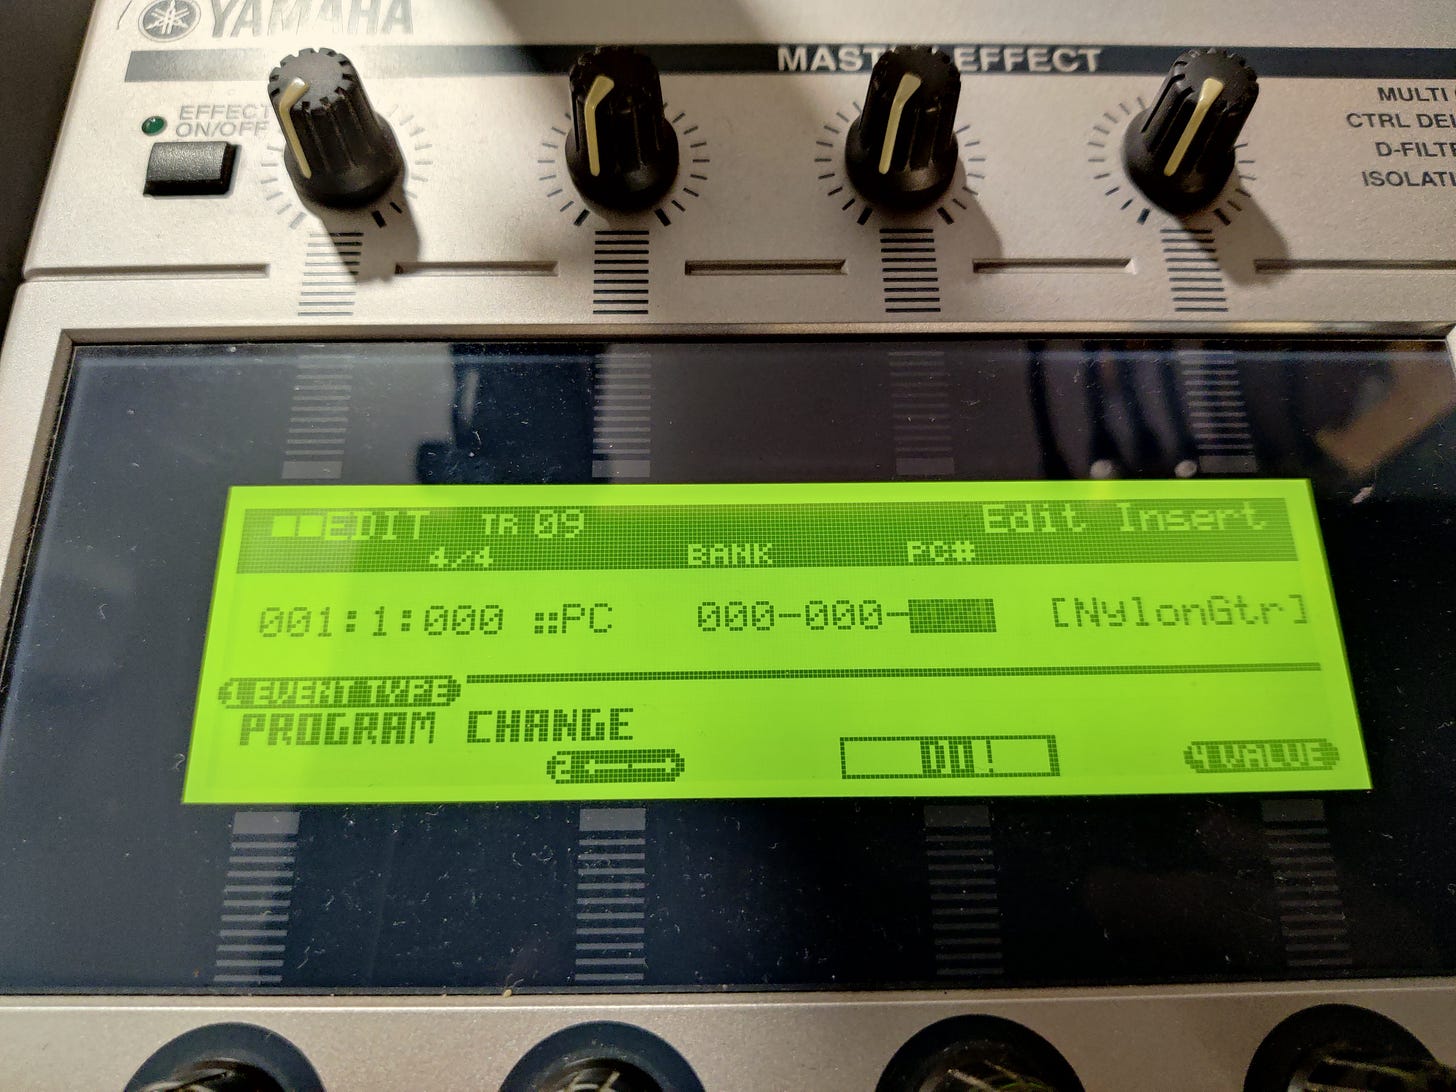 YAMAHA
MASTER EFFECT
EFFECT
ON/OFF
MULTI
CTRL DEL
D-FILTE
ISOLATI
EDIT TR 09 Edit Insert
4/4 BANK PC#
001:1:000 ::PC 000-000- [NylonGtr]
1 EVENT TYPE
PROGRAM CHANGE
2 DO! 4 VALUE